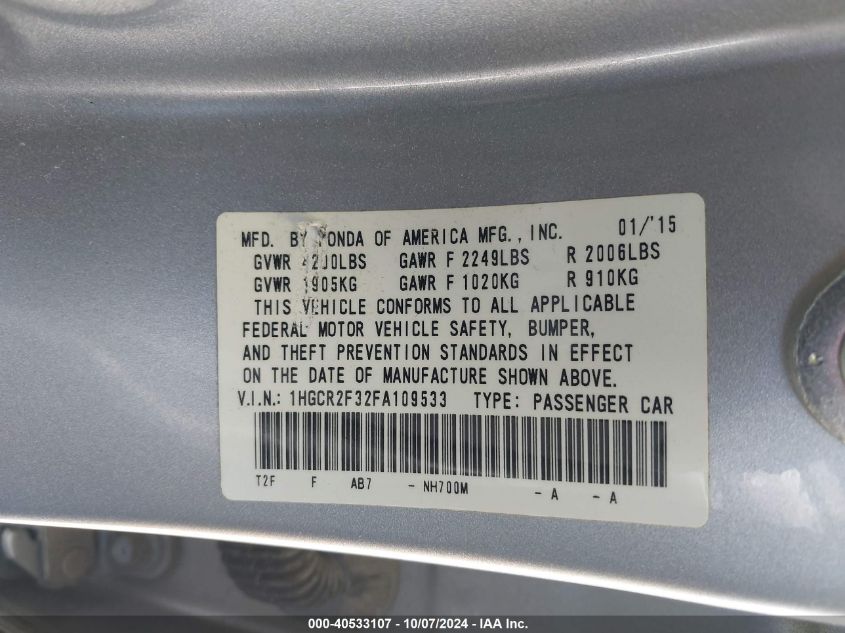 MFD. BY HONDA OF AMERICA MFG., INC. 01/'15
GVWR 4200LBS GAWR F 2249LBS R 2006LBS
GVWR 1905KG GAWR F 1020KG R 910KG
THIS VEHICLE CONFORMS TO ALL APPLICABLE
FEDERAL MOTOR VEHICLE SAFETY, BUMPER,
AND THEFT PREVENTION STANDARDS IN EFFECT
ON THE DATE OF MANUFACTURE SHOWN ABOVE.
V.I.N.: 1HGCR2F32FA109533 TYPE: PASSENGER CAR
T2F F AB7 - NH700M - A - A
000-40533107 - 10/07/2024 - IAA Inc.